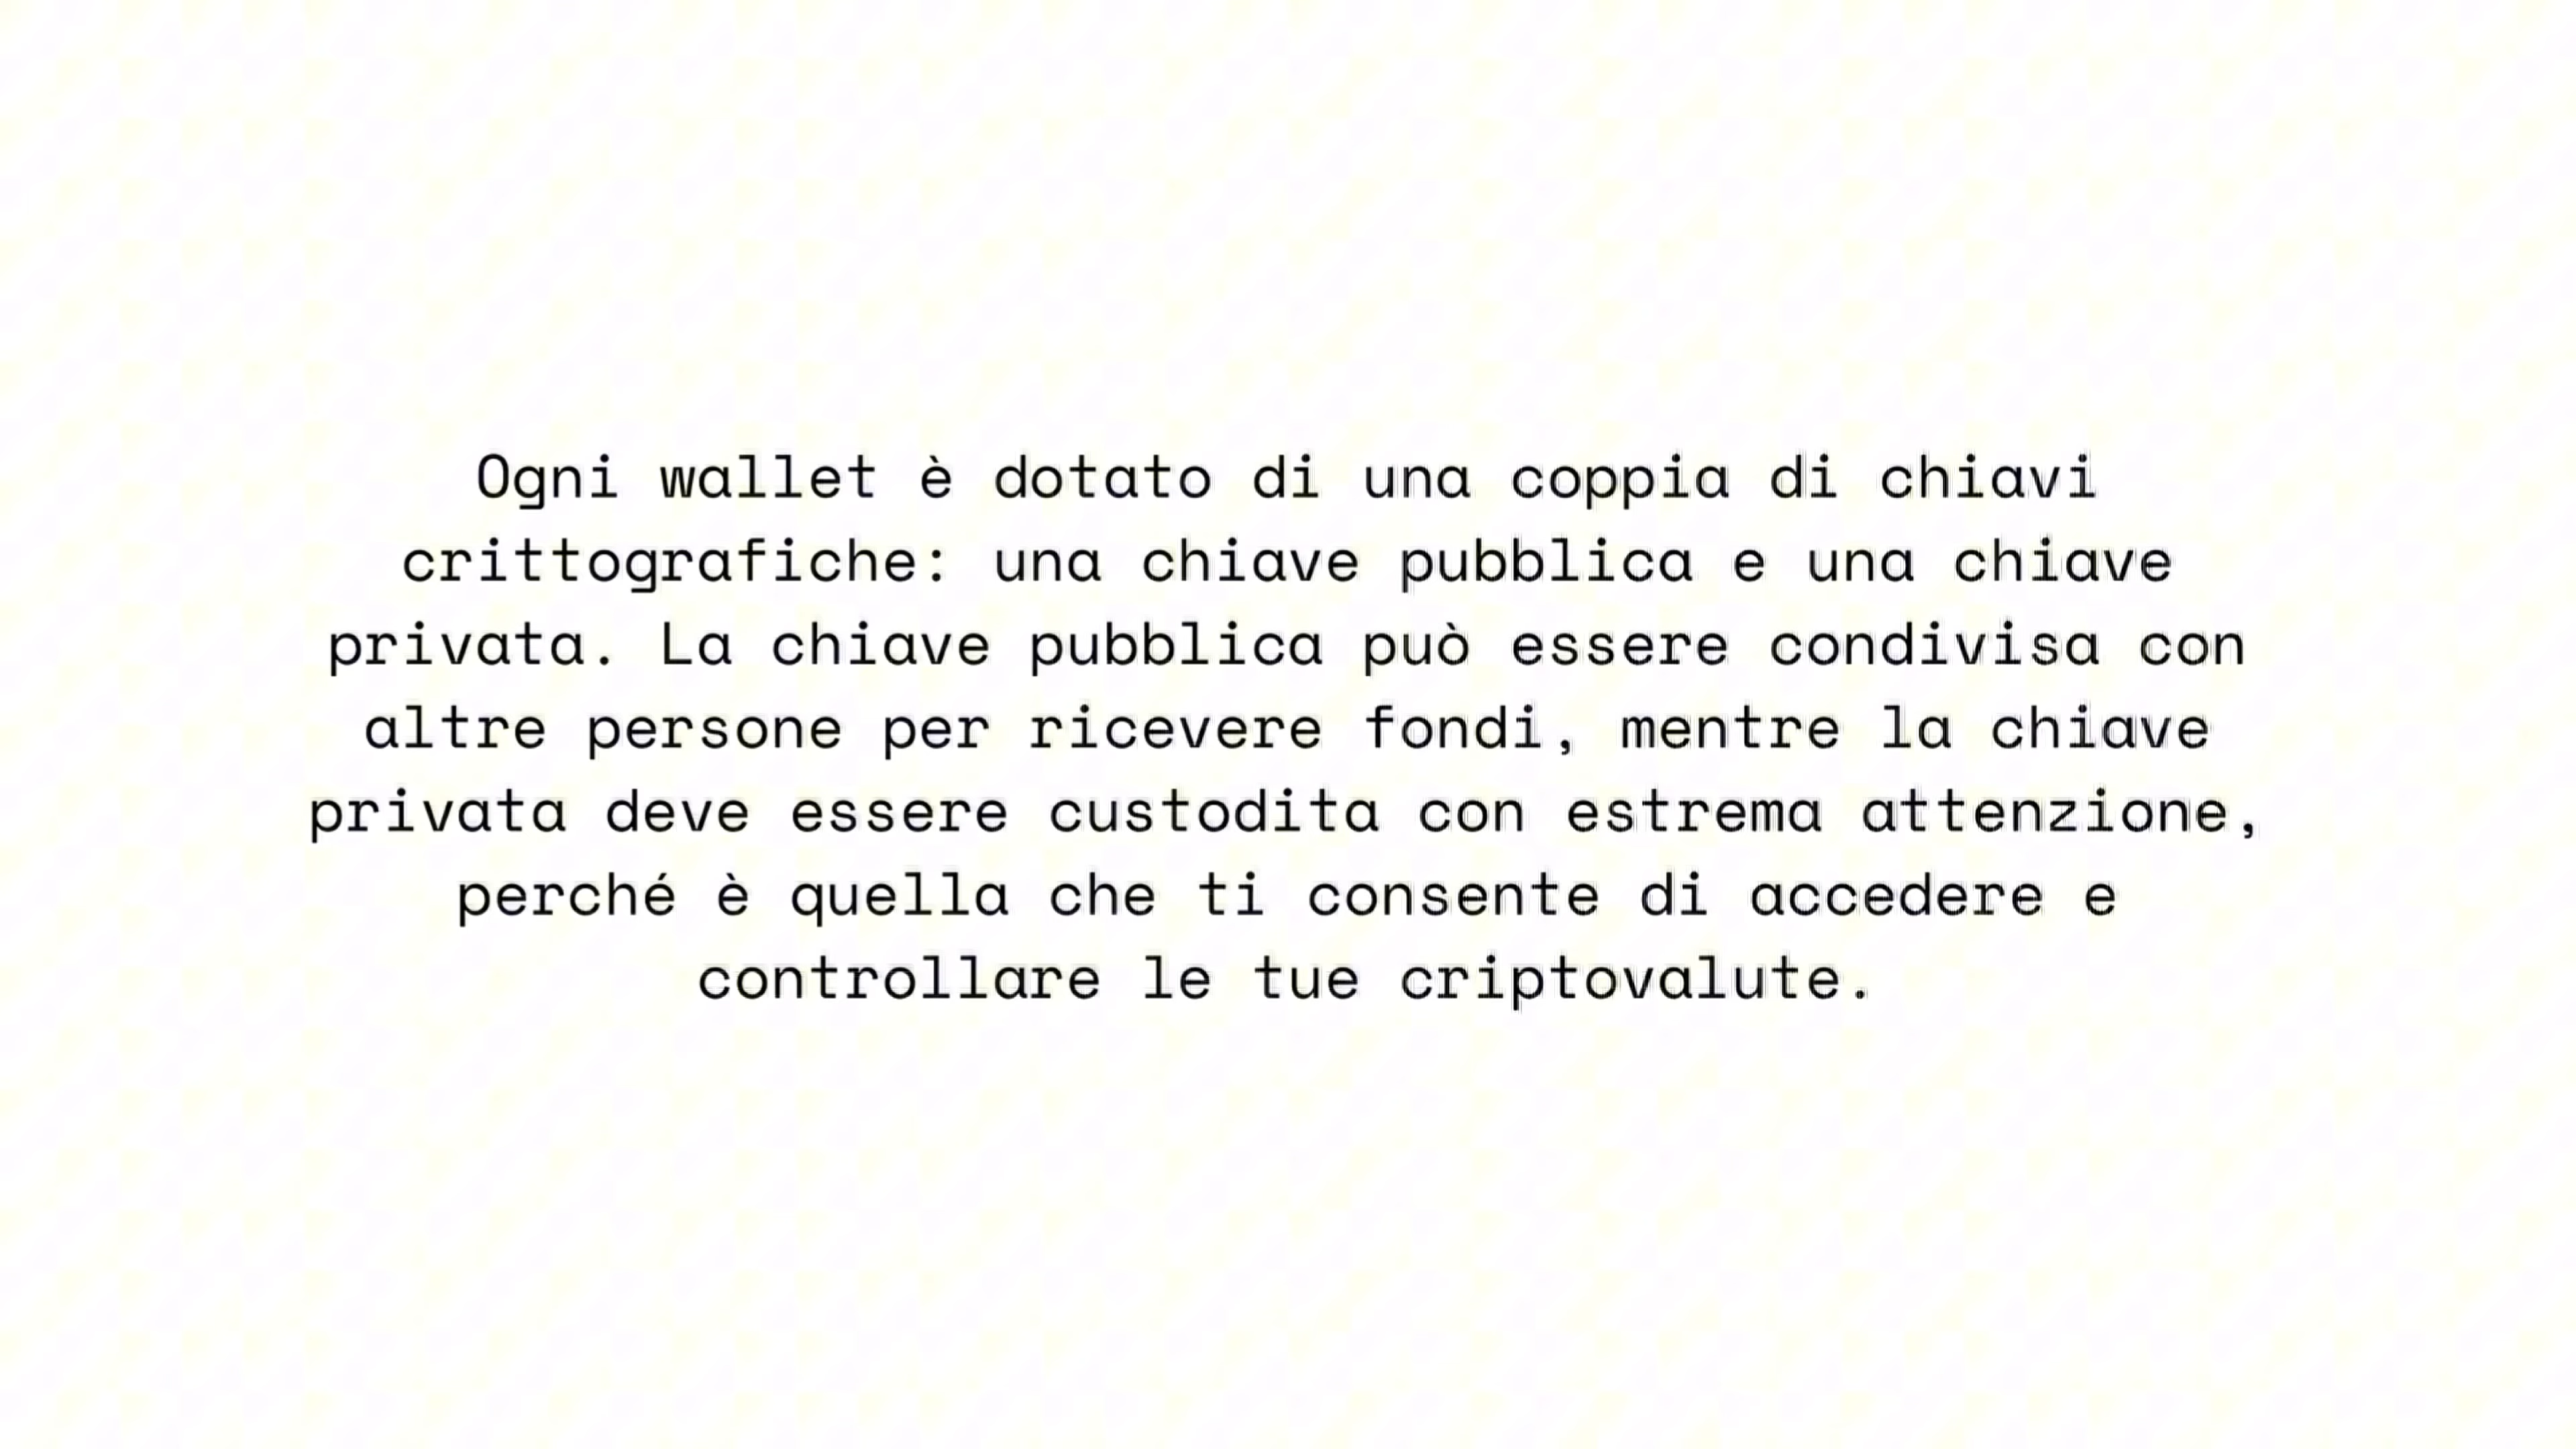 Ogni wallet è dotato di una coppia di chiavi
crittografiche: una chiave pubblica e una chiave
privata. La chiave pubblica può essere condivisa con
altre persone per ricevere fondi, mentre la chiave
privata deve essere custodita con estrema attenzione,
perché è quella che ti consente di accedere e
controllare le tue criptovalute.